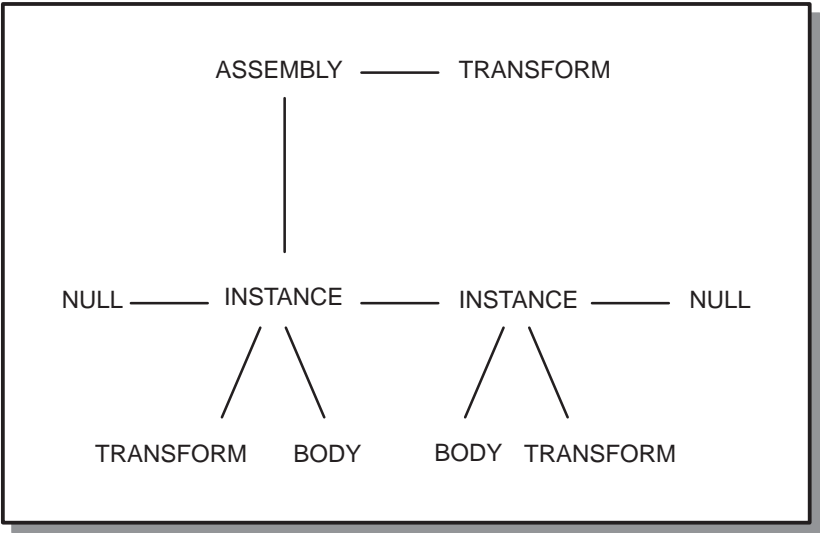 ASSEMBLY TRANSFORM
NULL INSTANCE INSTANCE NULL
TRANSFORM BODY BODY TRANSFORM